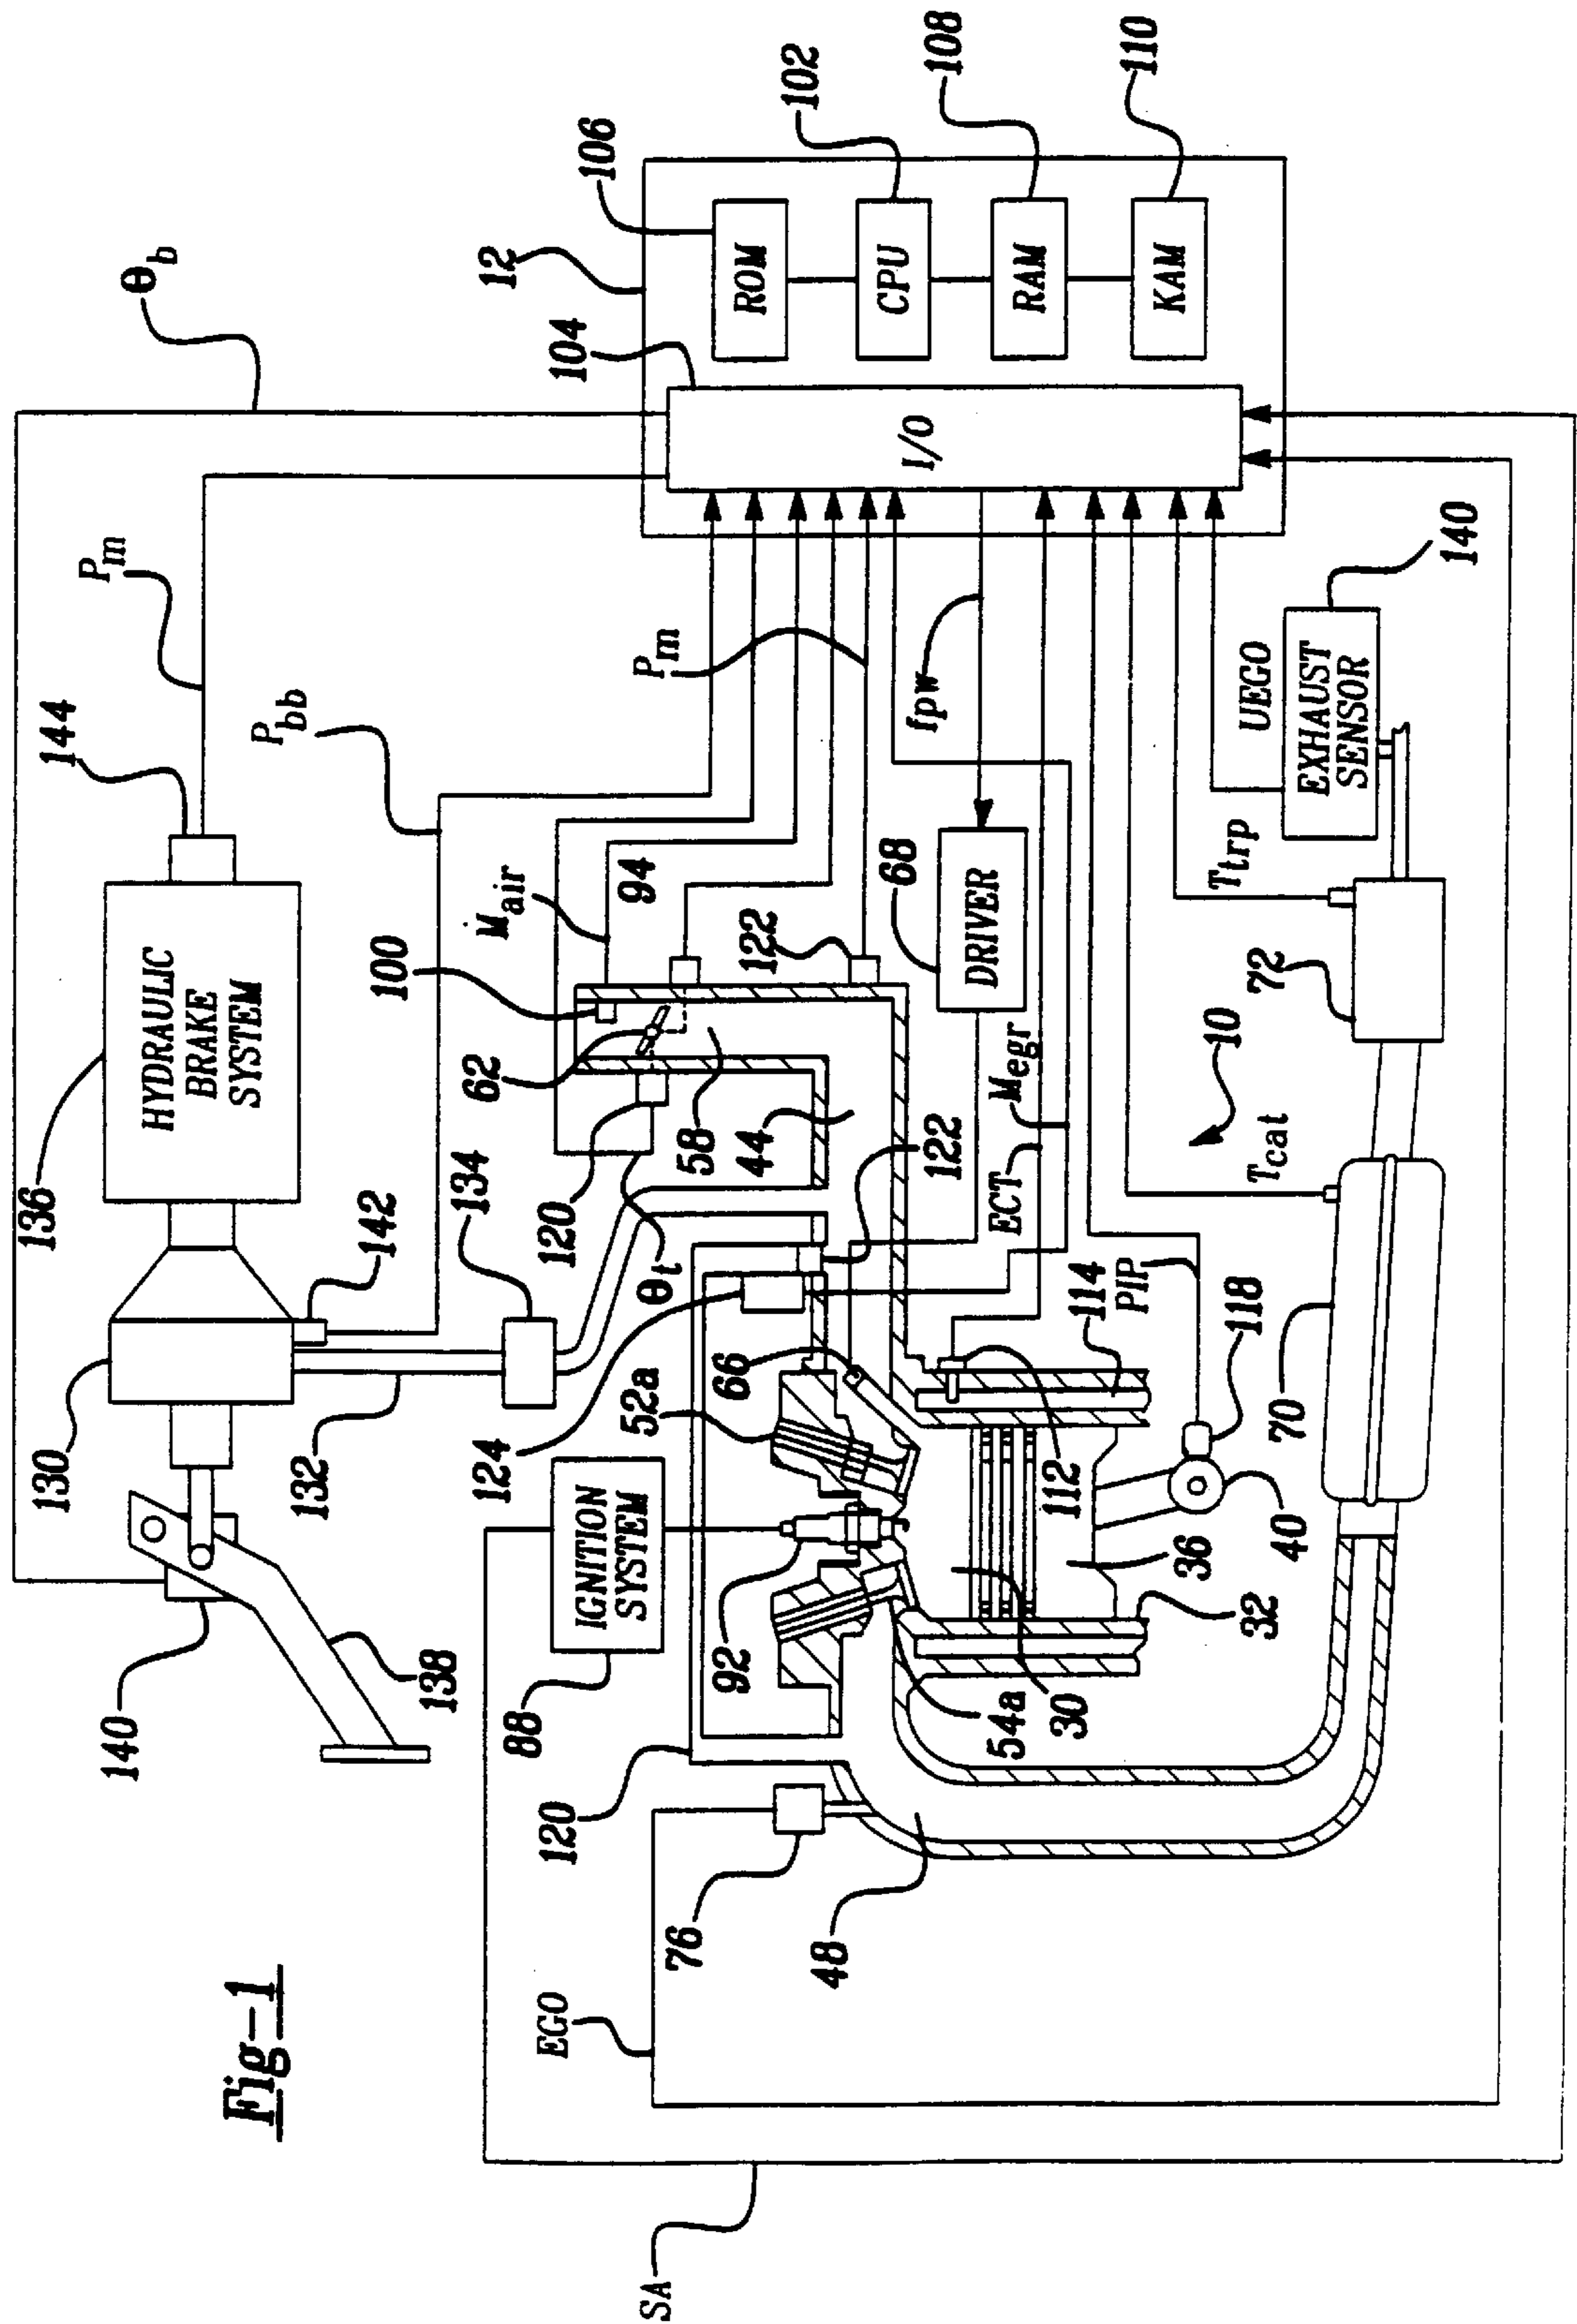 Fig-1
θb
Pm
144
Pbb
136
HYDRAULIC
BRAKE
SYSTEM
130
142
140
138
132
134
12
106
102
108
110
104
ROM
CPU
RAM
KAM
I/O
100
Mair
94
Pm
122
62
120
58
44
θt
124
122
fpw
68
DRIVER
88
IGNITION
SYSTEM
52a
66
92
ECT
Megr
120
76
EGO
48
54a
30
112
114
PIP
118
36
40
32
10
Tcat
Ttrp
UEGO
EXHAUST
SENSOR
140
72
70
SA